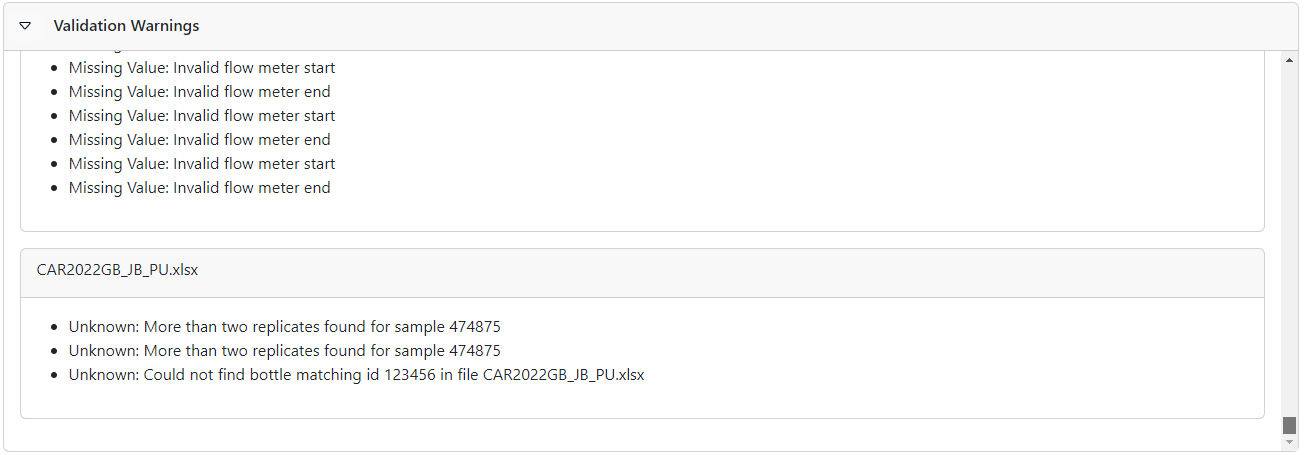 Validation Warnings
Missing Value: Invalid flow meter start
Missing Value: Invalid flow meter end
Missing Value: Invalid flow meter start
Missing Value: Invalid flow meter end
Missing Value: Invalid flow meter start
Missing Value: Invalid flow meter end
CAR2022GB_JB_PU.xlsx
Unknown: More than two replicates found for sample 474875
Unknown: More than two replicates found for sample 474875
Unknown: Could not find bottle matching id 123456 in file CAR2022GB_JB_PU.xlsx